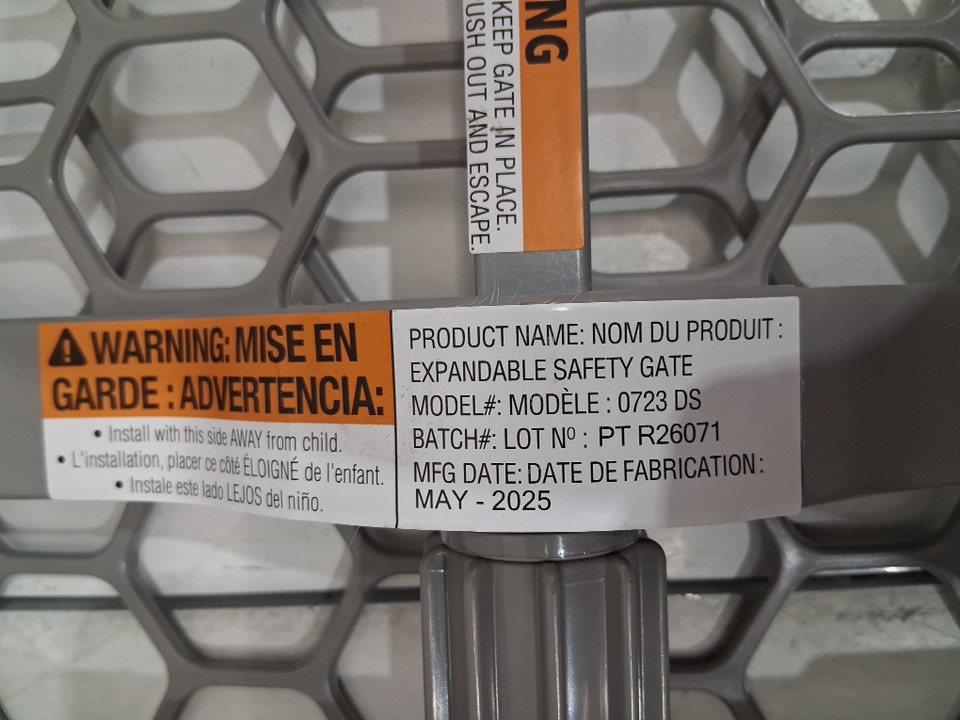 NG
KEEP GATE IN PLACE.
USH OUT AND ESCAPE.
WARNING: MISE EN
GARDE : ADVERTENCIA:
• Install with this side AWAY from child.
• L'installation, placer ce côté ÉLOIGNÉ de l'enfant.
• Instale este lado LEJOS del niño.
PRODUCT NAME: NOM DU PRODUIT :
EXPANDABLE SAFETY GATE
MODEL#: MODÈLE : 0723 DS
BATCH#: LOT Nº : PT R26071
MFG DATE: DATE DE FABRICATION :
MAY - 2025